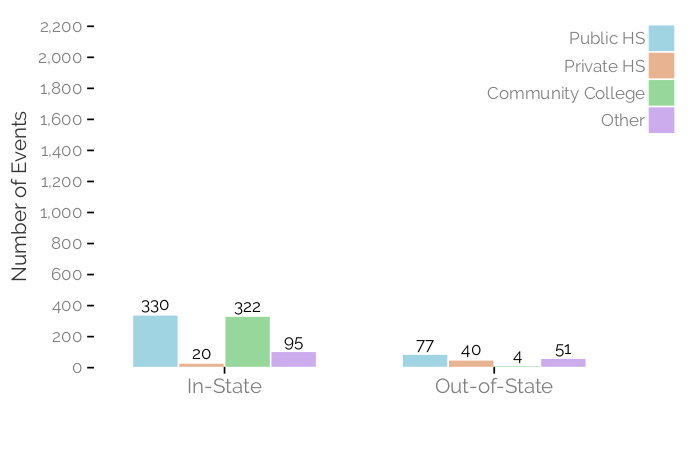 Number of Events
2,200
2,000
1,800
1,600
1,400
1,200
1,000
800
600
400
200
0
Public HS
Private HS
Community College
Other
330
20
322
95
77
40
4
51
In-State
Out-of-State